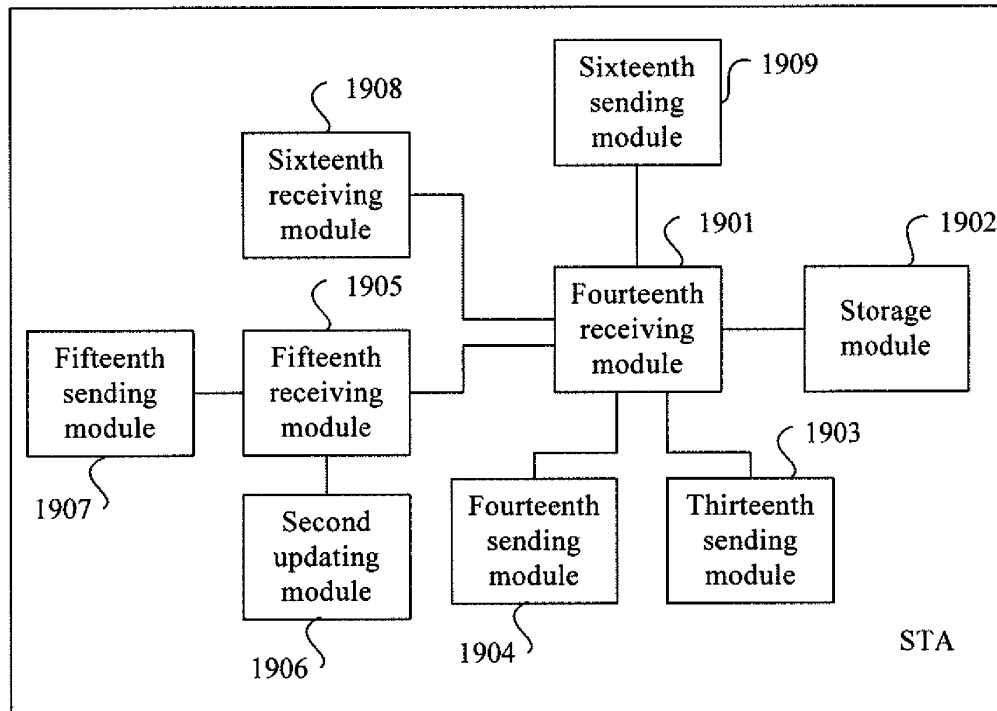 1909
Sixteenth
sending
module
1908
Sixteenth
receiving
module
1901
1902
Fourteenth
receiving
module
Storage
module
1905
Fifteenth
sending
module
Fifteenth
receiving
module
1903
1907
Second
updating
module
Fourteenth
sending
module
Thirteenth
sending
module
1906
1904
STA